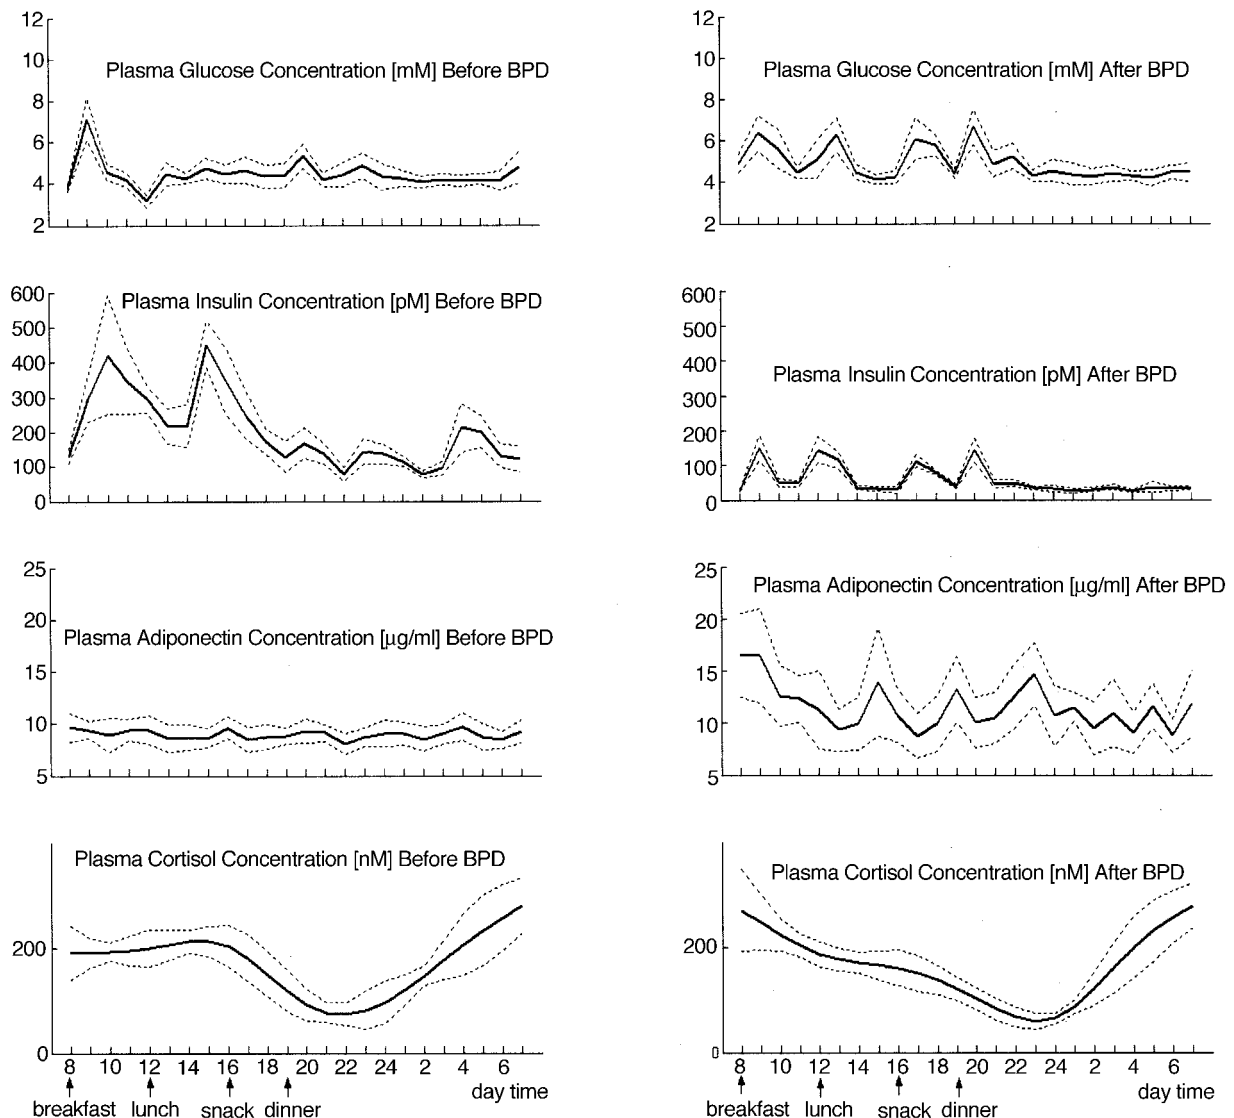 12
10
Plasma Glucose Concentration [mM] Before BPD
8
6
4
2
12
10
Plasma Glucose Concentration [mM] After BPD
8
6
4
2
600
Plasma Insulin Concentration [pM] Before BPD
500
400
300
200
100
0
600
500
400
Plasma Insulin Concentration [pM] After BPD
300
200
100
0
25
20
Plasma Adiponectin Concentration [μg/ml] Before BPD
15
10
5
25
Plasma Adiponectin Concentration [μg/ml] After BPD
20
15
10
5
Plasma Cortisol Concentration [nM] Before BPD
200
0
8 10 12 14 16 18 20 22 24 2 4 6
day time
breakfast lunch snack dinner
Plasma Cortisol Concentration [nM] After BPD
200
0
8 10 12 14 16 18 20 22 24 2 4 6
day time
breakfast lunch snack dinner